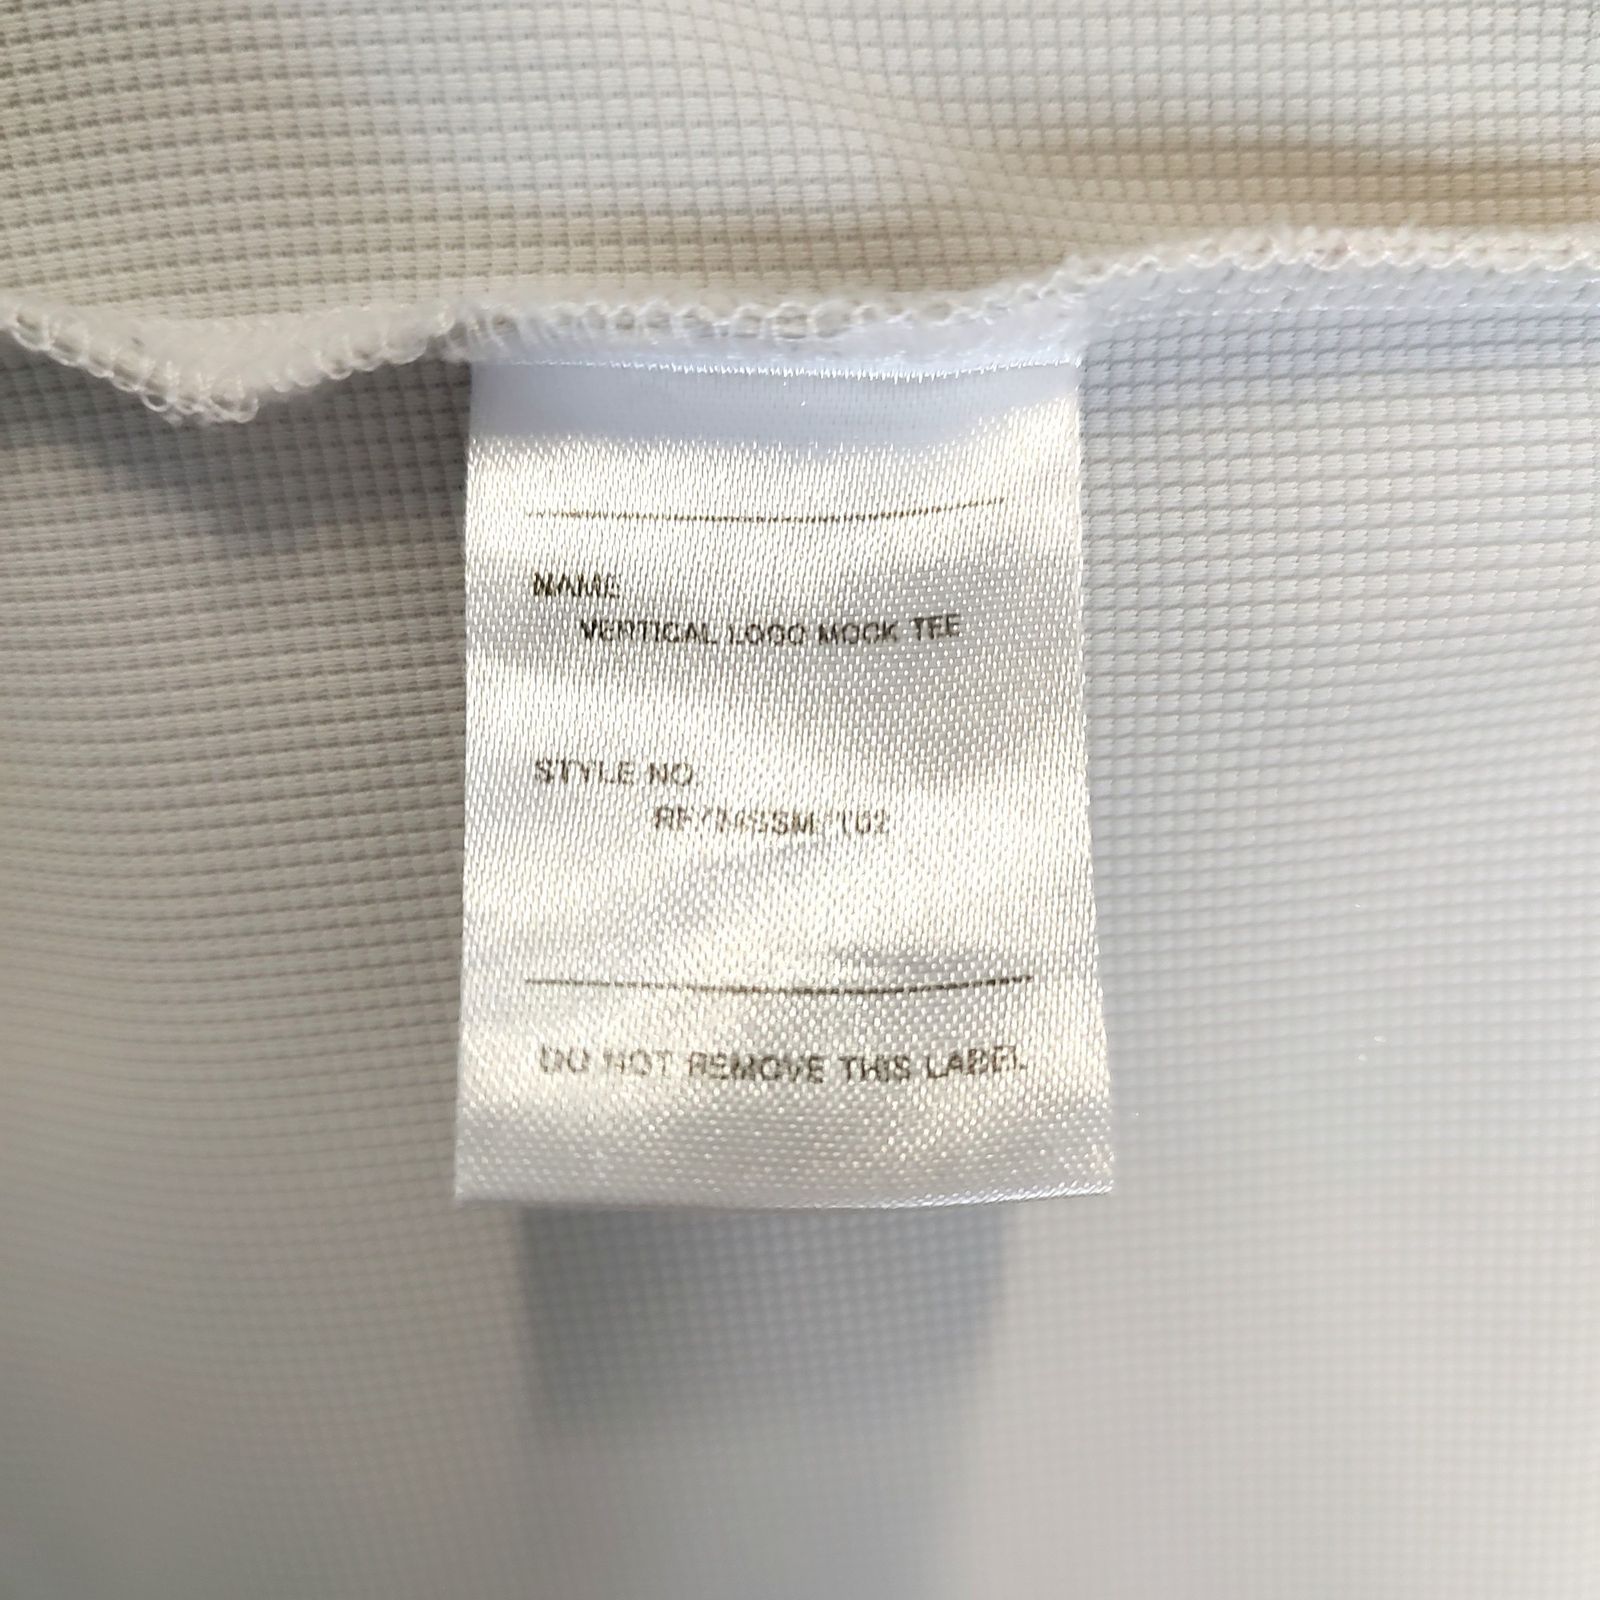 NAME
VERTICAL LOGO MOCK TEE
STYLE NO
DO NOT REMOVE THIS LABEL